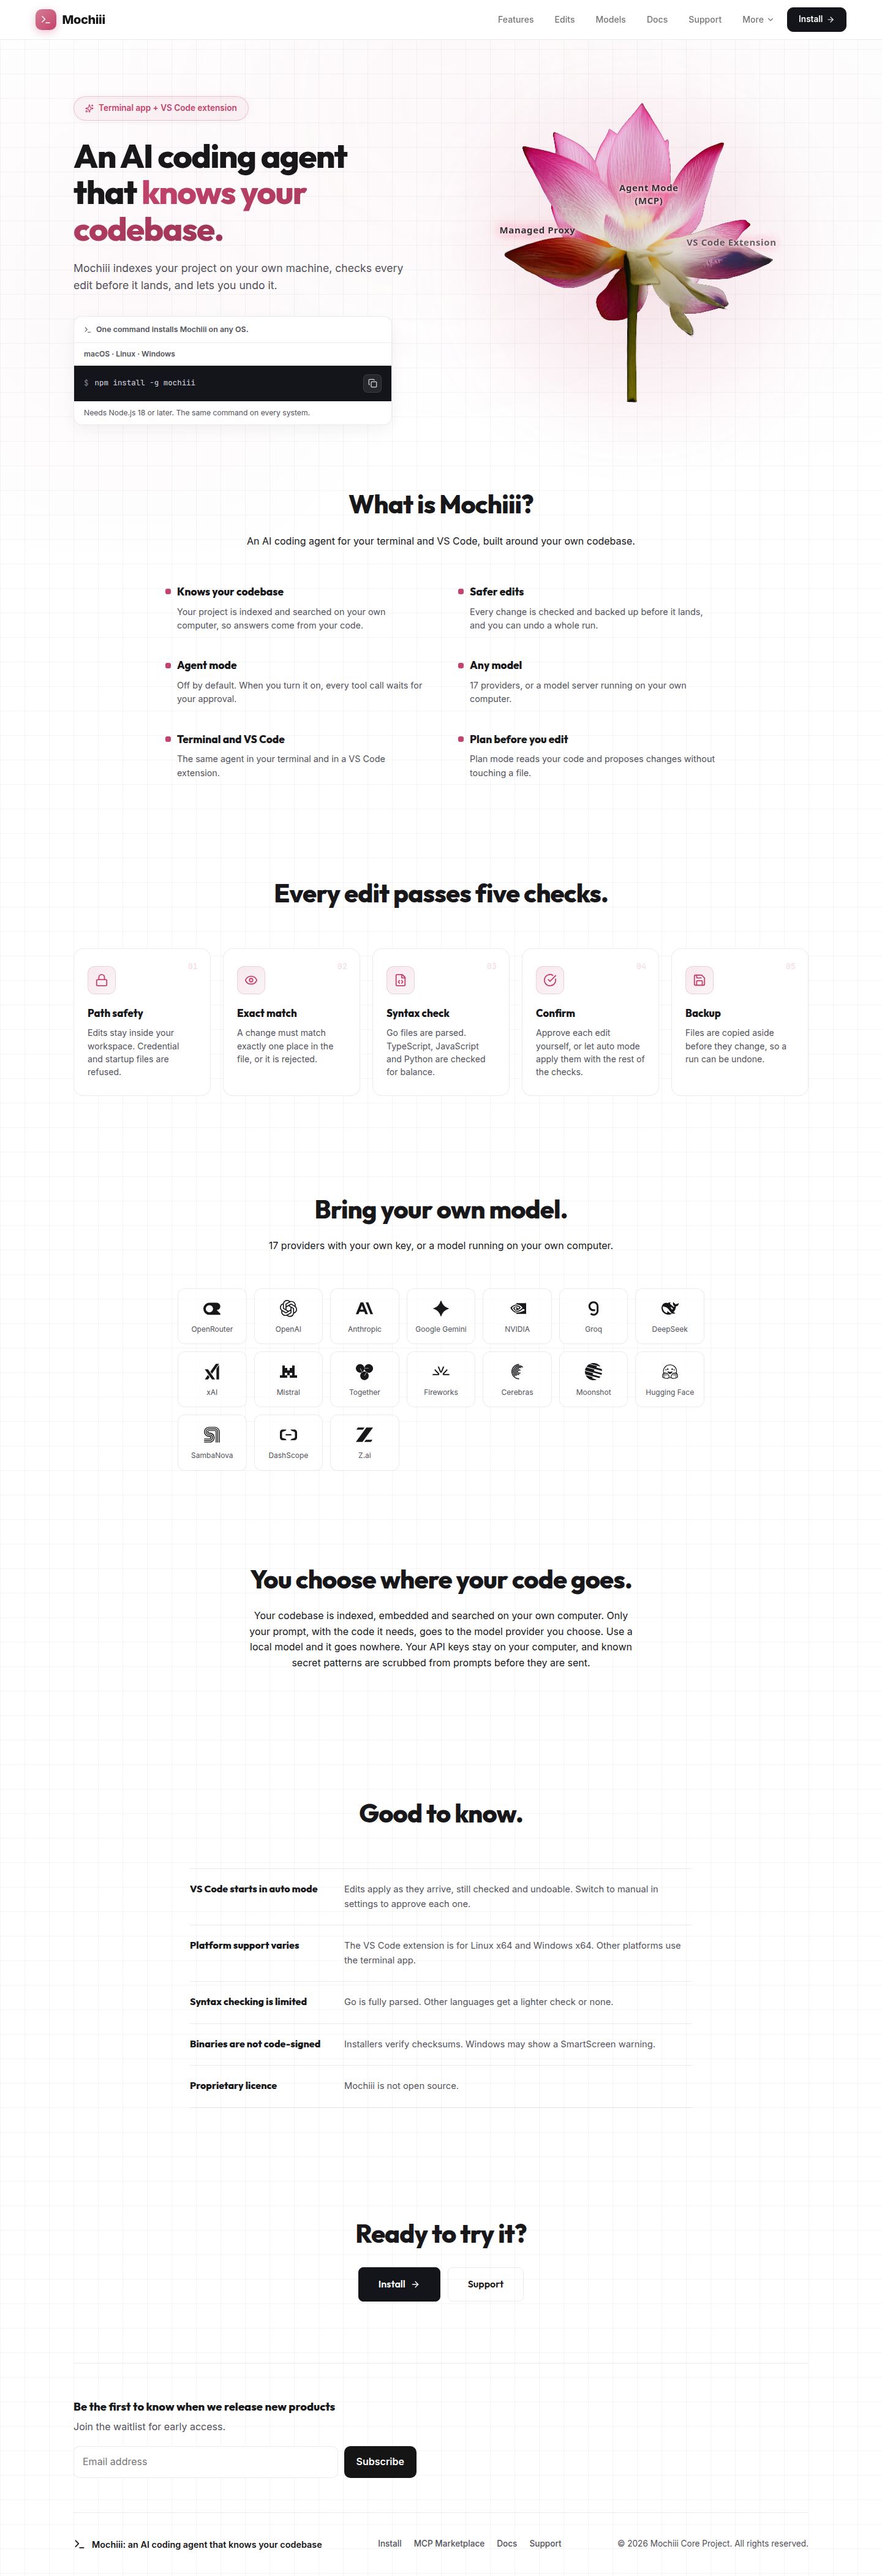 Mochiii
Features
Edits
Models
Docs
Support
More
Install
Terminal app + VS Code extension
An AI coding agent
that knows your
codebase.
Mochiii indexes your project on your own machine, checks every
edit before it lands, and lets you undo it.
One command installs Mochiii on any OS.
macOS · Linux · Windows
$ npm install -g mochiii
Needs Node.js 18 or later. The same command on every system.
Agent Mode
(MCP)
Managed Proxy
VS Code Extension
What is Mochiii?
An AI coding agent for your terminal and VS Code, built around your own codebase.
Knows your codebase
Your project is indexed and searched on your own
computer, so answers come from your code.
Safer edits
Every change is checked and backed up before it lands,
and you can undo a whole run.
Agent mode
Off by default. When you turn it on, every tool call waits for
your approval.
Any model
17 providers, or a model server running on your own
computer.
Terminal and VS Code
The same agent in your terminal and in a VS Code
extension.
Plan before you edit
Plan mode reads your code and proposes changes without
touching a file.
Every edit passes five checks.
01
Path safety
Edits stay inside your
workspace. Credential
and startup files are
refused.
02
Exact match
A change must match
exactly one place in the
file, or it is rejected.
03
Syntax check
Go files are parsed.
TypeScript, JavaScript
and Python are checked
for balance.
04
Confirm
Approve each edit
yourself, or let auto mode
apply them with the rest of
the checks.
05
Backup
Files are copied aside
before they change, so a
run can be undone.
Bring your own model.
17 providers with your own key, or a model running on your own computer.
OpenRouter
OpenAI
Anthropic
Google Gemini
NVIDIA
Groq
DeepSeek
xAI
Mistral
Together
Fireworks
Cerebras
Moonshot
Hugging Face
SambaNova
DashScope
Z.ai
You choose where your code goes.
Your codebase is indexed, embedded and searched on your own computer. Only
your prompt, with the code it needs, goes to the model provider you choose. Use a
local model and it goes nowhere. Your API keys stay on your computer, and known
secret patterns are scrubbed from prompts before they are sent.
Good to know.
VS Code starts in auto mode
Edits apply as they arrive, still checked and undoable. Switch to manual in
settings to approve each one.
Platform support varies
The VS Code extension is for Linux x64 and Windows x64. Other platforms use
the terminal app.
Syntax checking is limited
Go is fully parsed. Other languages get a lighter check or none.
Binaries are not code-signed
Installers verify checksums. Windows may show a SmartScreen warning.
Proprietary licence
Mochiii is not open source.
Ready to try it?
Install
Support
Be the first to know when we release new products
Join the waitlist for early access.
Email address
Subscribe
Mochiii: an AI coding agent that knows your codebase
Install
MCP Marketplace
Docs
Support
© 2026 Mochiii Core Project. All rights reserved.